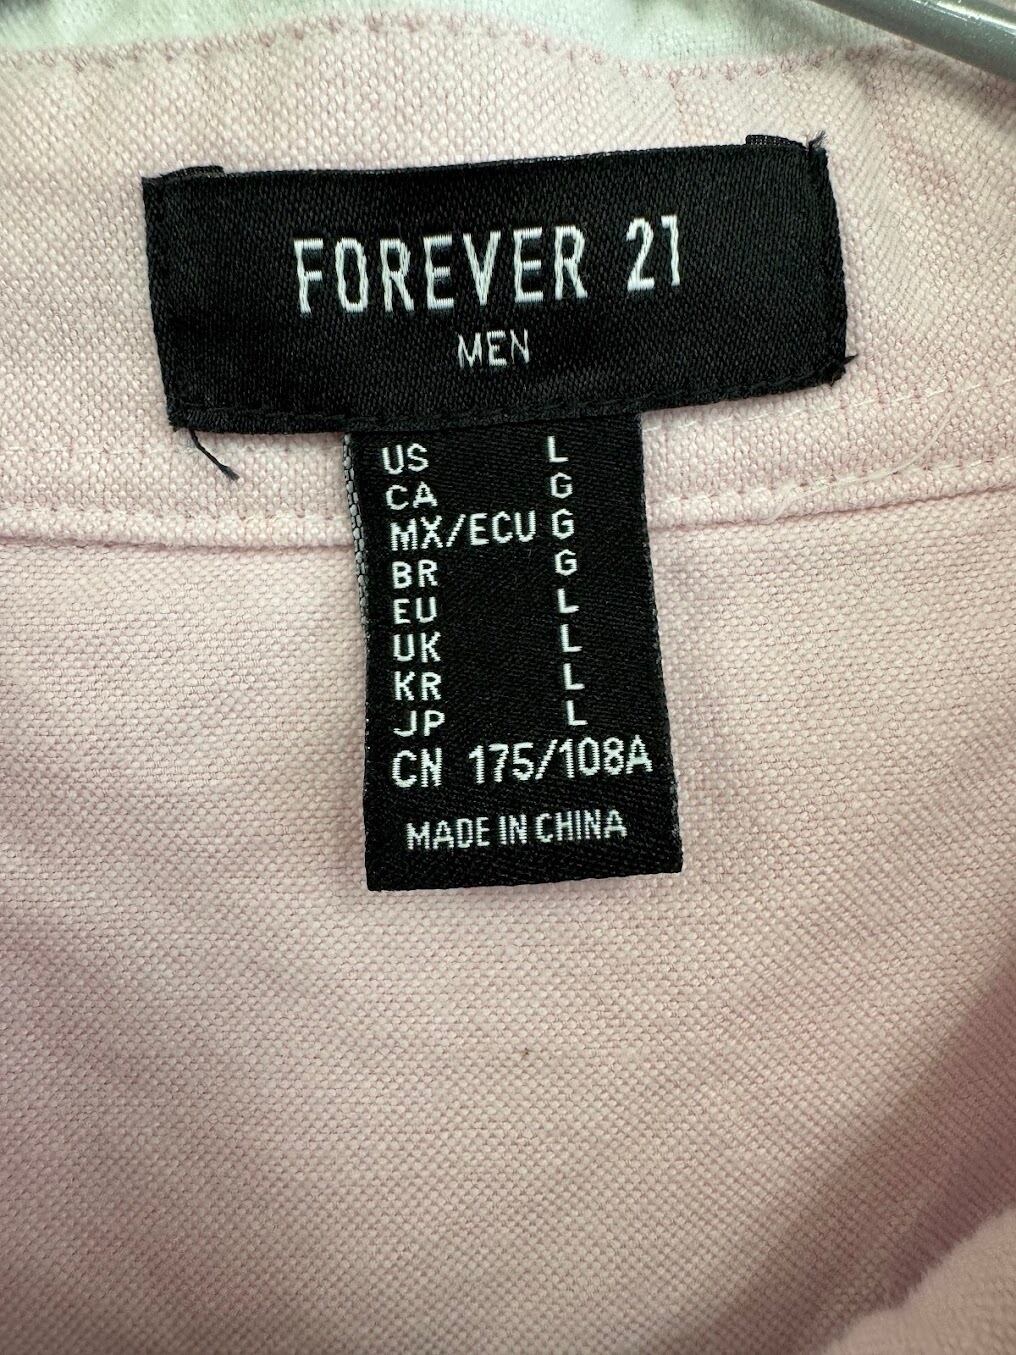 FOREVER 21
MEN
US L
CA G
MX/ECU G
BR G
EU L
UK L
KR L
JP L
CN 175/108A
MADE IN CHINA